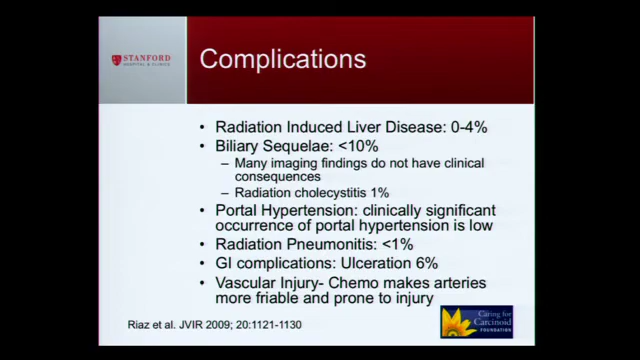 STANFORD
HOSPITAL & CLINICS
Complications
• Radiation Induced Liver Disease: 0-4%
• Biliary Sequelae: <10%
– Many imaging findings do not have clinical
consequences
– Radiation cholecystitis 1%
• Portal Hypertension: clinically significant
occurrence of portal hypertension is low
• Radiation Pneumonitis: <1%
• GI complications: Ulceration 6%
• Vascular Injury- Chemo makes arteries
more friable and prone to injury
Caring for
Carcinoid
FOUNDATION
Riaz et al. JVIR 2009; 20:1121-1130